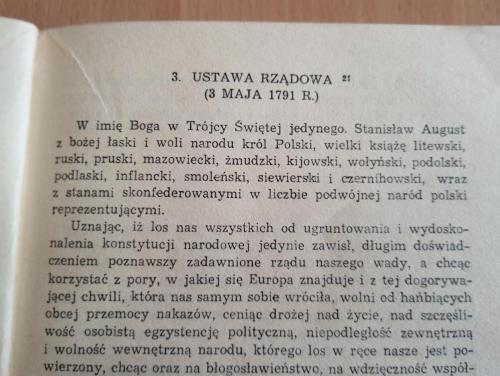 3. USTAWA RZĄDOWA 21
(3 MAJA 1791 R.)
W imię Boga w Trójcy Świętej jedynego. Stanisław August
z bożej łaski i woli narodu król Polski, wielki książę litewski,
ruski, pruski, mazowiecki, żmudzki, kijowski, wołyński, podolski,
podlaski, inflancki, smoleński, siewierski i czernihowski, wraz
z stanami skonfederowanymi w liczbie podwójnej naród polski
reprezentującymi.
Uznając, iż los nas wszystkich od ugruntowania i wydosko-
nalenia konstytucji narodowej jedynie zawisł, długim doświad-
czeniem poznawszy zadawnione rządu naszego wady, a chcąc
korzystać z pory, w jakiej się Europa znajduje i z tej dogorywa-
jącej chwili, która nas samym sobie wróciła, wolni od hańbiących
obcej przemocy nakazów, ceniąc drożej nad życie, nad szczęśli-
wość osobistą egzystencję polityczną, niepodległość zewnętrzną
i wolność wewnętrzną narodu, którego los w ręce nasze jest po-
wierzony, chcąc oraz na błogosławieństwo, na wdzięczność współ-